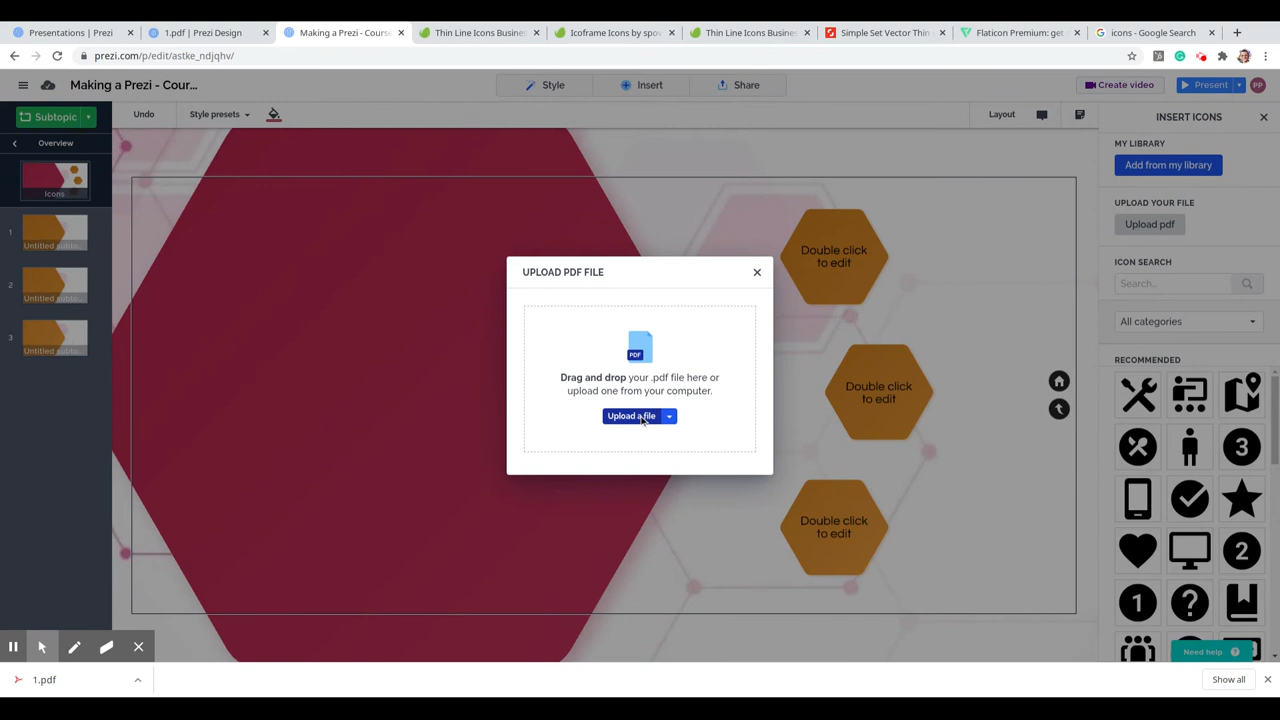 Presentations | Prezi
1.pdf | Prezi Design
Making a Prezi - Course
Thin Line Icons Busines
Icoframe Icons by spov
Thin Line Icons Busines
Simple Set Vector Thin
Flaticon Premium: get
icons - Google Search
prezi.com/p/edit/astke_ndjqhv/
Making a Prezi - Cour...
Style
Insert
Share
Create video
Present
PP
Subtopic
Undo
Style presets
Layout
INSERT ICONS
Overview
MY LIBRARY
Add from my library
Icons
UPLOAD YOUR FILE
Upload pdf
1
Untitled subto...
2
Untitled subto...
3
Untitled subto...
ICON SEARCH
Search...
All categories
RECOMMENDED
3
2
1
?
Need help ?
Double click
to edit
Double click
to edit
Double click
to edit
UPLOAD PDF FILE
PDF
Drag and drop your .pdf file here or
upload one from your computer.
Upload a file
1.pdf
Show all